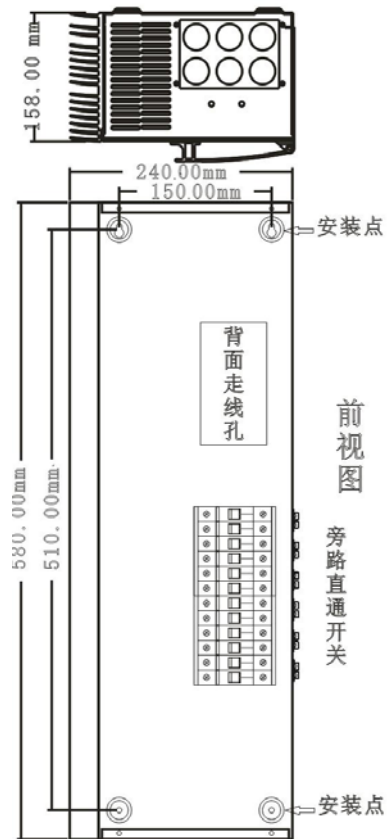 158.00 mm
240.00mm
150.00mm
安装点
背面走线孔
前视图
580.00mm
510.00mm
旁路直通开关
安装点